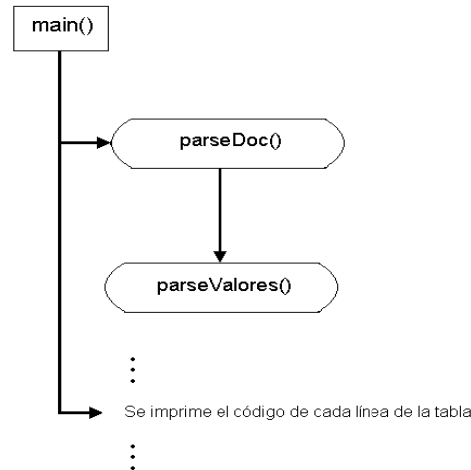 main()
parseDoc()
parseValores()
Se imprime el código de cada línea de la tabla